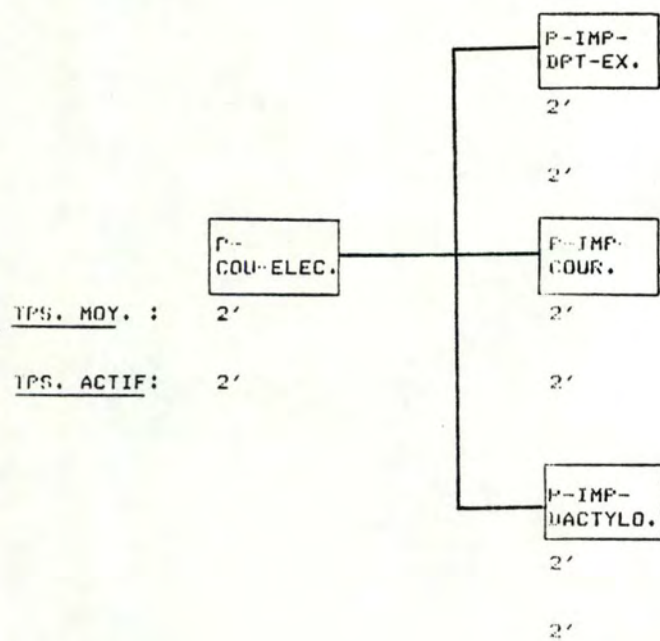 P-IMP-
DPT-EX.
2′
2′
P-
COU-ELEC.
P-IMP-
COUR.
TPS. MOY. : 2′ 2′
TPS. ACTIF: 2′ 2′
P-IMP-
DACTYLO.
2′
2′